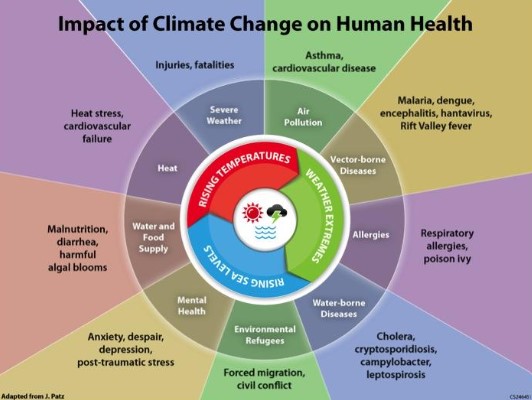 Impact of Climate Change on Human Health
Injuries, fatalities
Asthma,
cardiovascular disease
Malaria, dengue,
encephalitis, hantavirus,
Rift Valley fever
Heat stress,
cardiovascular
failure
Respiratory
allergies,
poison ivy
Malnutrition,
diarrhea,
harmful
algal blooms
Cholera,
cryptosporidiosis,
campylobacter,
leptospirosis
Anxiety, despair,
depression,
post-traumatic stress
Forced migration,
civil conflict
Severe
Weather
Air
Pollution
Vector-borne
Diseases
Allergies
Water-borne
Diseases
Environmental
Refugees
Mental
Health
Water and
Food
Supply
Heat
RISING TEMPERATURES
WEATHER EXTREMES
RISING SEA LEVELS
Adapted from J. Patz